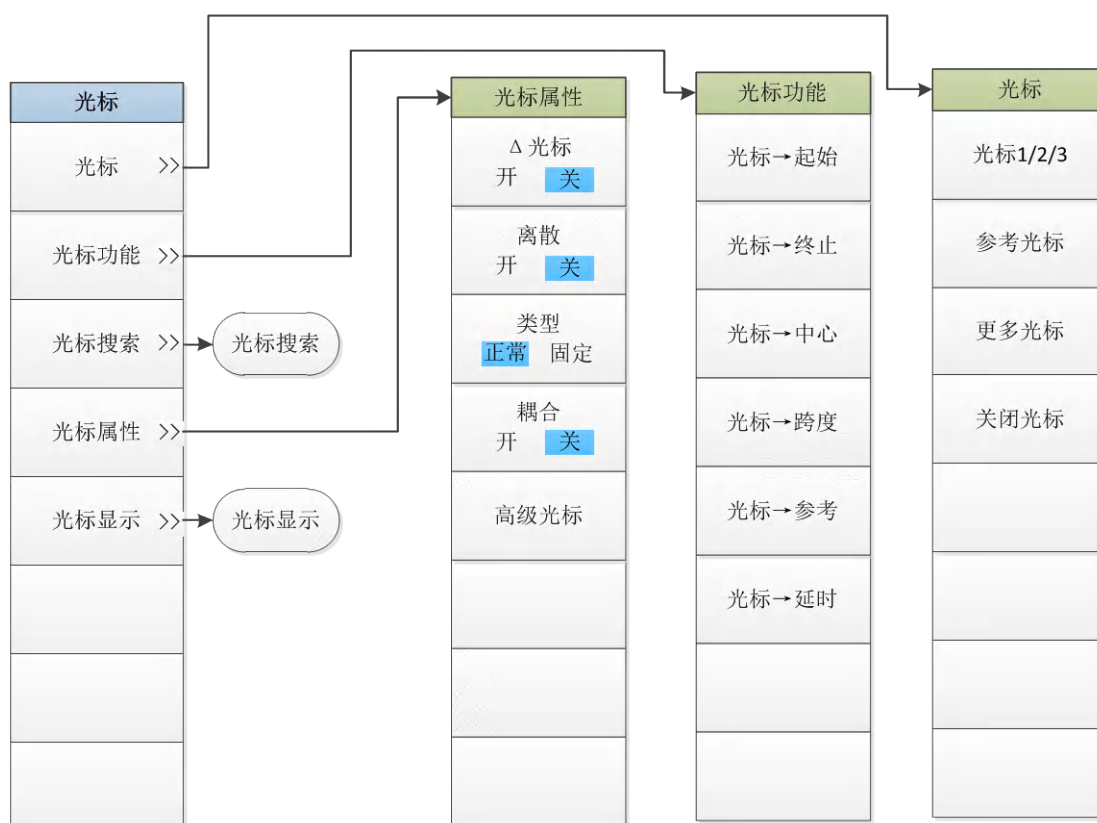 光标
光标 >>
光标功能 >>
光标搜索 >>
光标属性 >>
光标显示 >>
光标搜索
光标显示
光标属性
Δ 光标
开 关
离散
开 关
类型
正常 固定
耦合
开 关
高级光标
光标功能
光标→起始
光标→终止
光标→中心
光标→跨度
光标→参考
光标→延时
光标
光标1/2/3
参考光标
更多光标
关闭光标